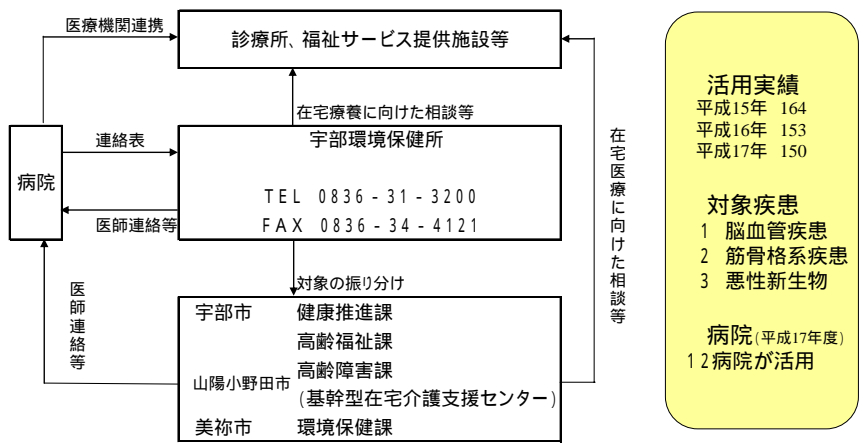 医療機関連携
診療所、福祉サービス提供施設等
在宅療養に向けた相談等
連絡表
宇部環境保健所
病院
TEL 0836-31-3200
医師連絡等
FAX 0836-34-4121
在宅医療に向けた相談等
対象の振り分け
医師連絡等
宇部市 健康推進課
高齢福祉課
山陽小野田市 高齢障害課
(基幹型在宅介護支援センター)
美祢市 環境保健課
活用実績
平成15年 164
平成16年 153
平成17年 150
対象疾患
1 脳血管疾患
2 筋骨格系疾患
3 悪性新生物
病院(平成17年度)
12病院が活用